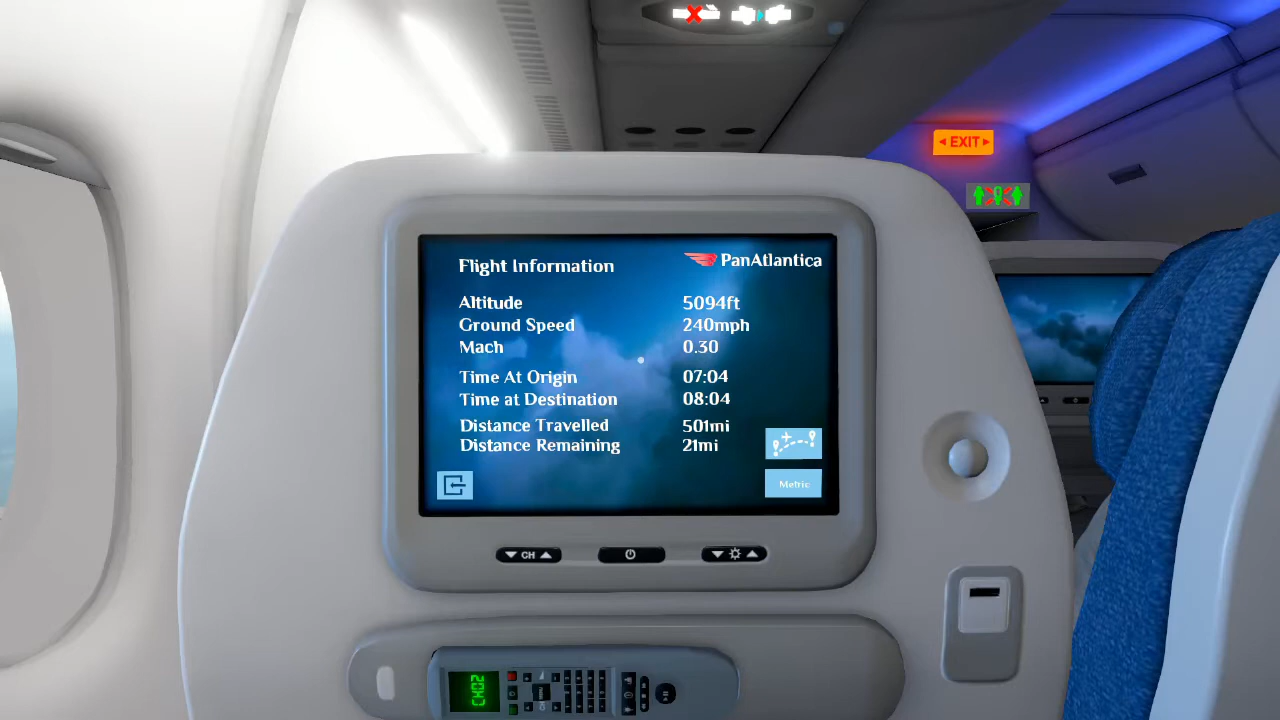 EXIT
Flight Information
PanAtlantica
Altitude 5094ft
Ground Speed 240mph
Mach 0.30
Time At Origin 07:04
Time at Destination 08:04
Distance Travelled 501mi
Distance Remaining 21mi
Metric
CH
CH02